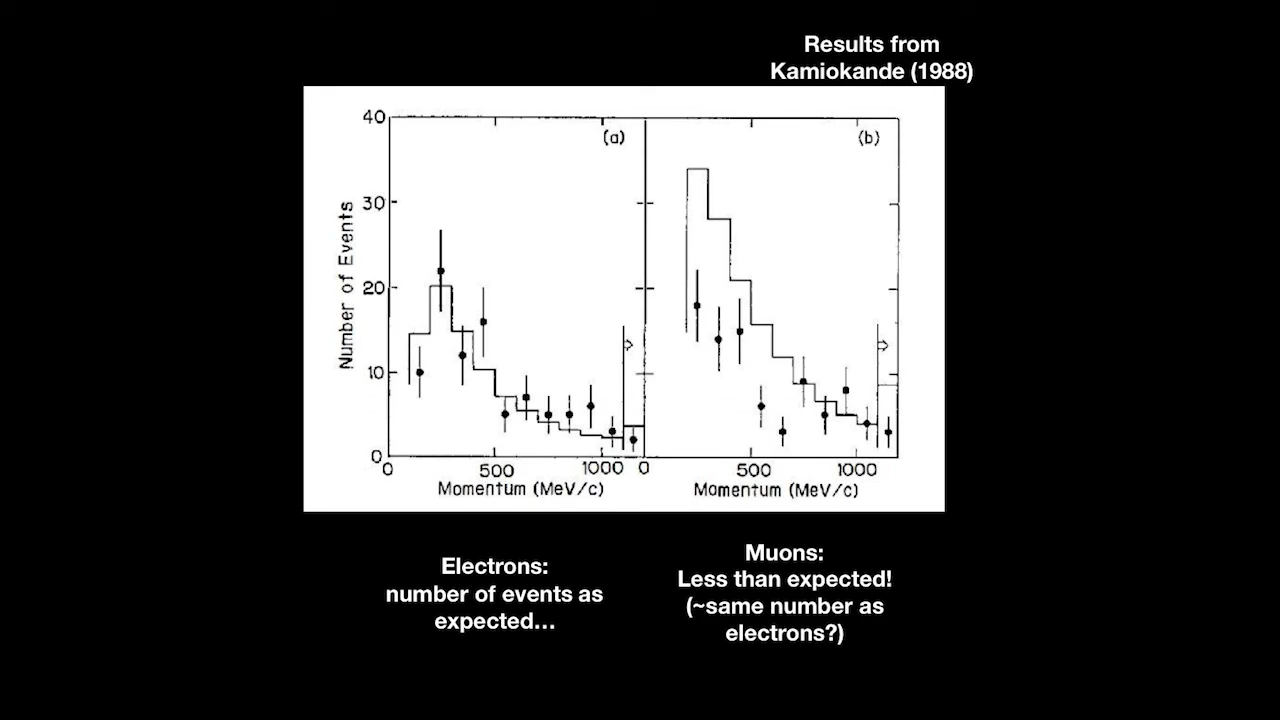 Results from
Kamiokande (1988)
40
30
20
10
0
Number of Events
(a)
(b)
0
500
1000
0
500
1000
Momentum (MeV/c)
Momentum (MeV/c)
Electrons:
number of events as
expected...
Muons:
Less than expected!
(~same number as
electrons?)